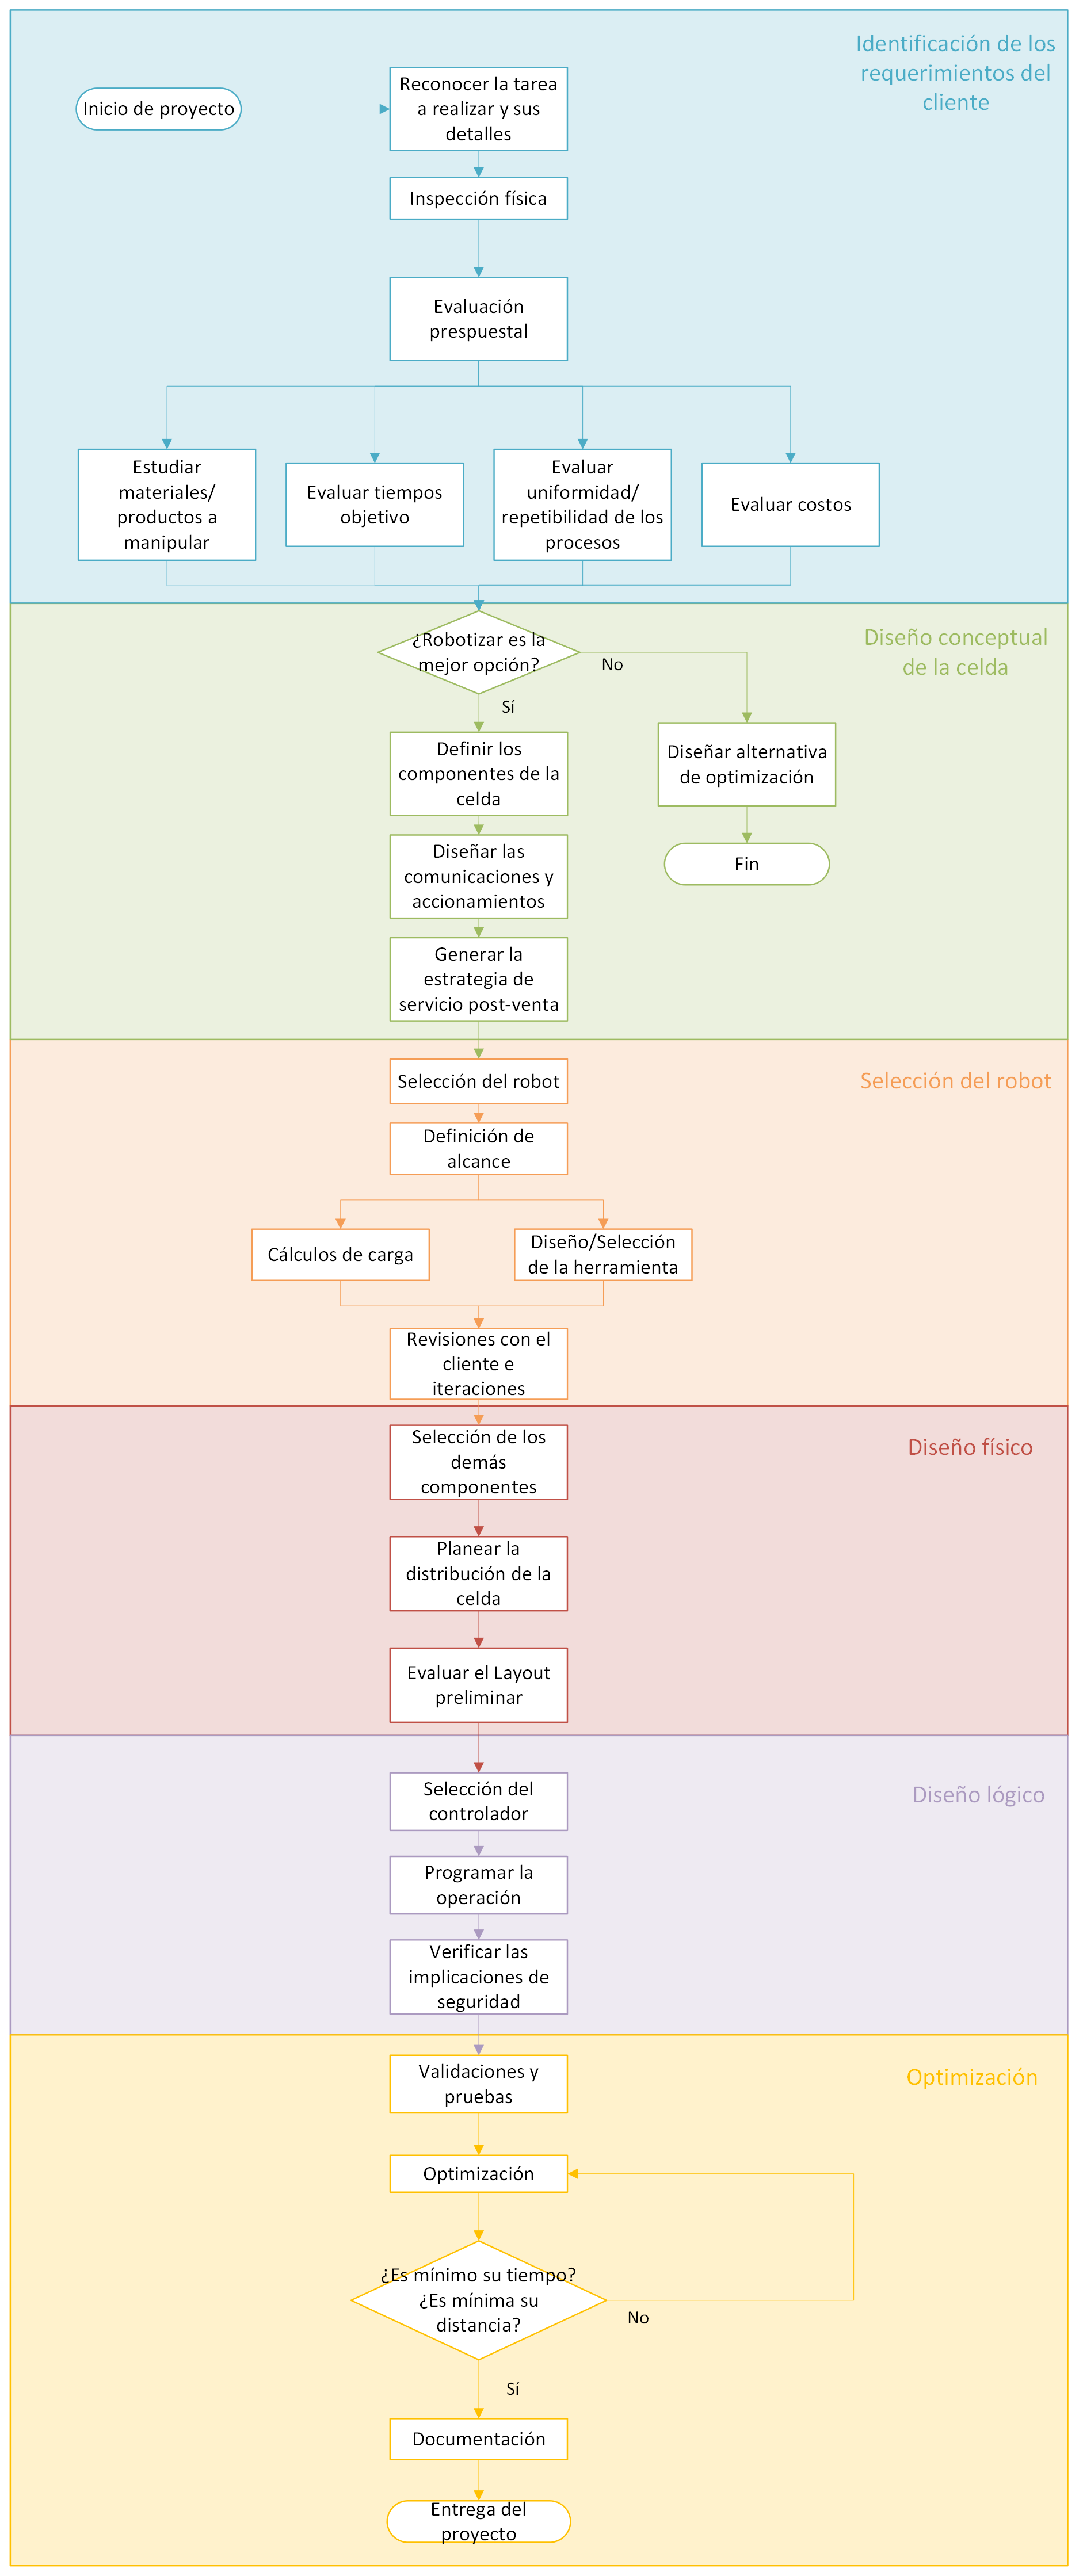 Identificación de los
requerimientos del
cliente
Inicio de proyecto
Reconocer la tarea
a realizar y sus
detalles
Inspección física
Evaluación
prespuestal
Estudiar
materiales/
productos a
manipular
Evaluar tiempos
objetivo
Evaluar
uniformidad/
repetibilidad de los
procesos
Evaluar costos
Diseño conceptual
de la celda
¿Robotizar es la
mejor opción?
No
Sí
Definir los
componentes de la
celda
Diseñar alternativa
de optimización
Diseñar las
comunicaciones y
accionamientos
Fin
Generar la
estrategia de
servicio post-venta
Selección del robot
Selección del robot
Definición de
alcance
Cálculos de carga
Diseño/Selección
de la herramienta
Revisiones con el
cliente e
iteraciones
Diseño físico
Selección de los
demás
componentes
Planear la
distribución de la
celda
Evaluar el Layout
preliminar
Diseño lógico
Selección del
controlador
Programar la
operación
Verificar las
implicaciones de
seguridad
Optimización
Validaciones y
pruebas
Optimización
¿Es mínimo su tiempo?
¿Es mínima su
distancia?
No
Sí
Documentación
Entrega del
proyecto